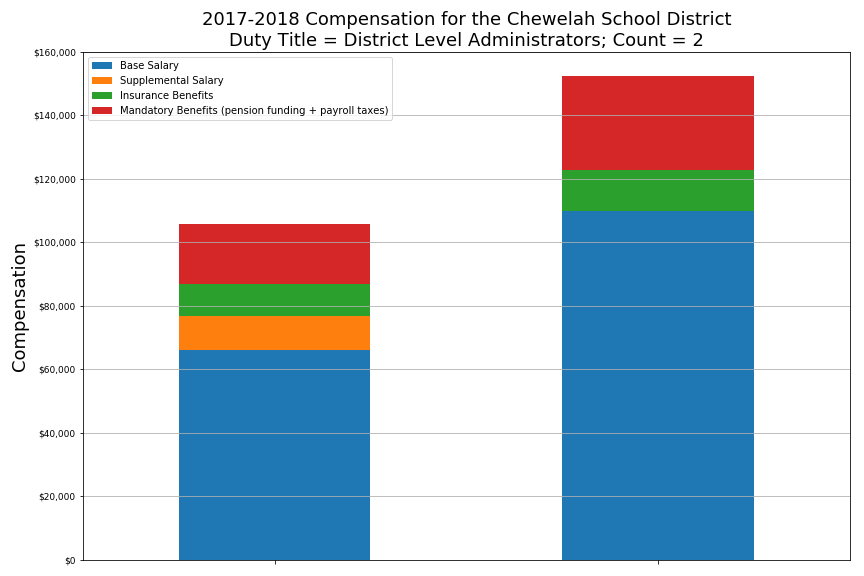 2017-2018 Compensation for the Chewelah School District
Duty Title = District Level Administrators; Count = 2
$160,000
$140,000
$120,000
$100,000
$80,000
$60,000
$40,000
$20,000
$0
Compensation
Base Salary
Supplemental Salary
Insurance Benefits
Mandatory Benefits (pension funding + payroll taxes)